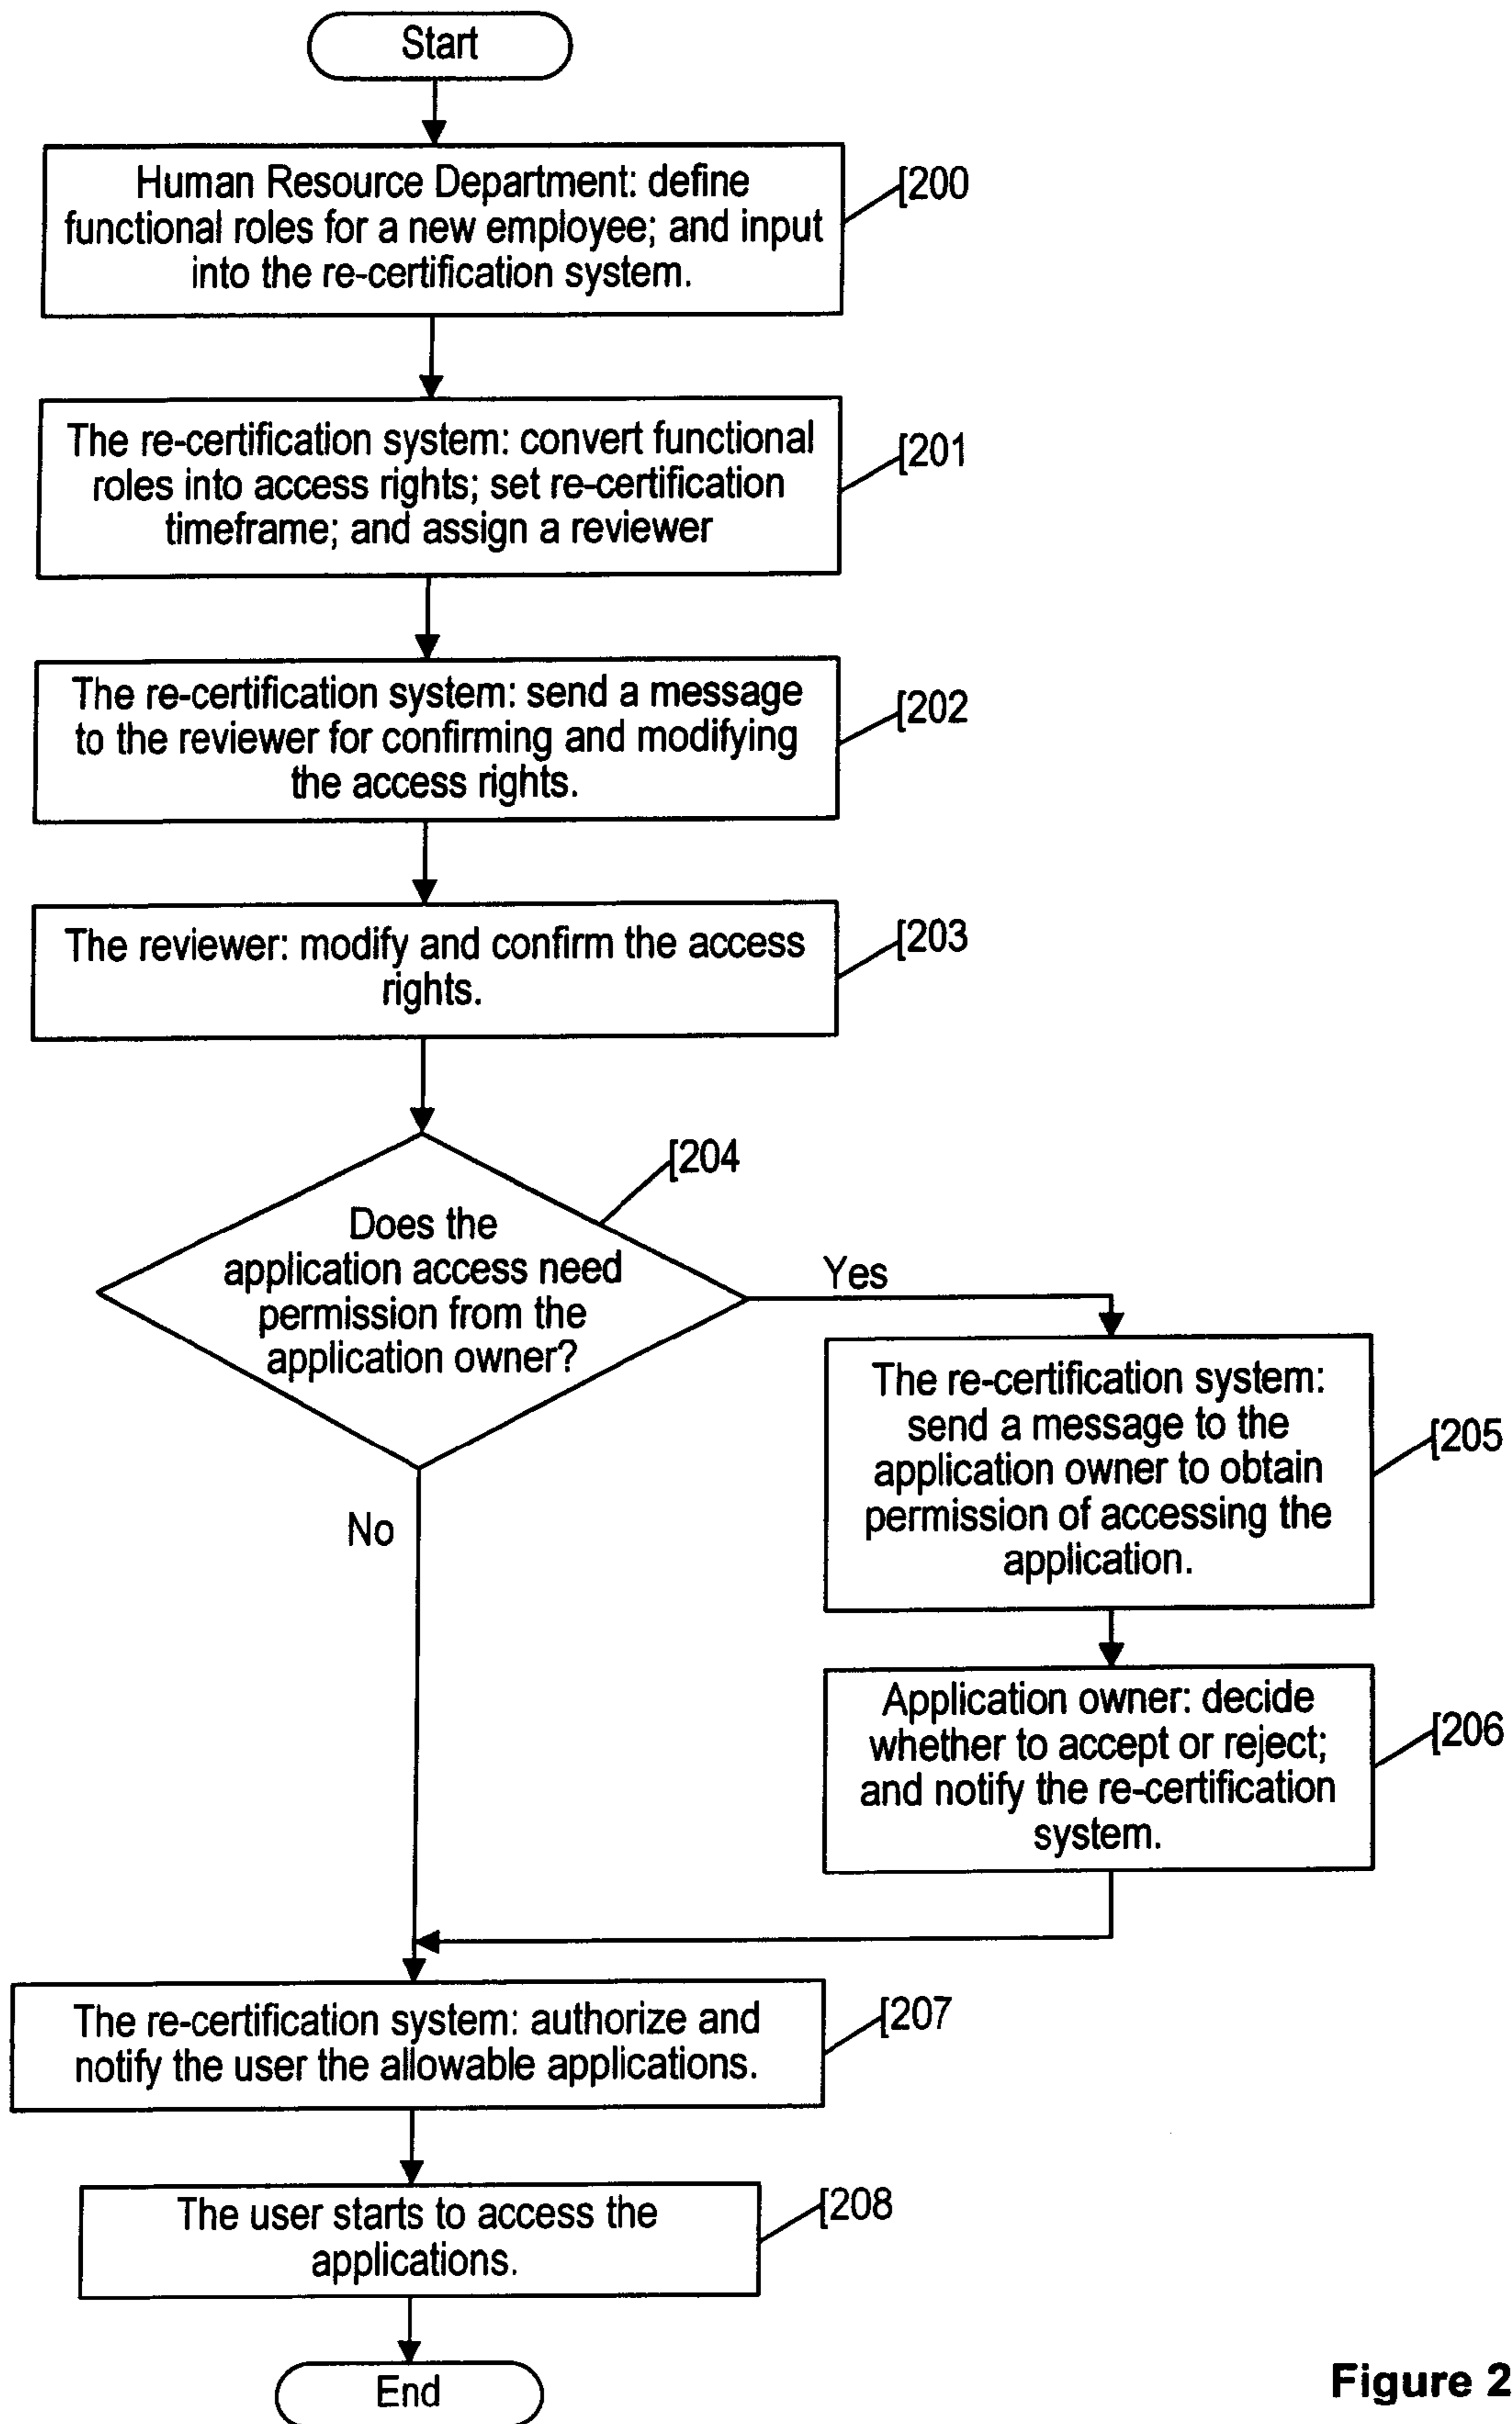 Start
Human Resource Department: define
functional roles for a new employee; and input
into the re-certification system.
[200
The re-certification system: convert functional
roles into access rights; set re-certification
timeframe; and assign a reviewer
[201
The re-certification system: send a message
to the reviewer for confirming and modifying
the access rights.
[202
The reviewer: modify and confirm the access
rights.
[203
Does the
application access need
permission from the
application owner?
[204
Yes
No
The re-certification system:
send a message to the
application owner to obtain
permission of accessing the
application.
[205
Application owner: decide
whether to accept or reject;
and notify the re-certification
system.
[206
The re-certification system: authorize and
notify the user the allowable applications.
[207
The user starts to access the
applications.
[208
End
Figure 2